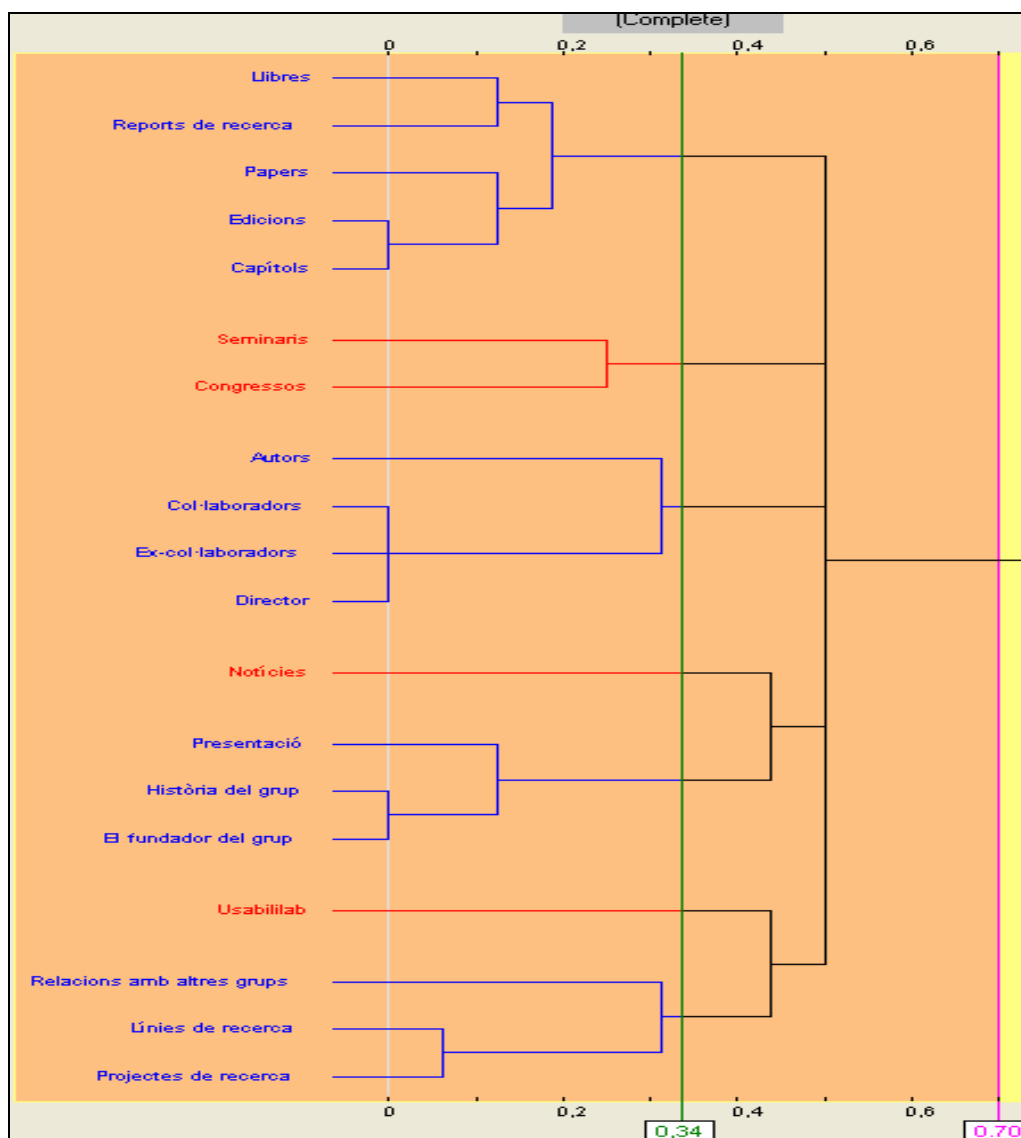 (Complete)
0 0,2 0,4 0,6
Llibres
Reports de recerca
Papers
Edicions
Capítols
Seminaris
Congressos
Autors
Col·laboradors
Ex-col·laboradors
Director
Notícies
Presentació
Història del grup
El fundador del grup
Usabililab
Relacions amb altres grups
Línies de recerca
Projectes de recerca
0 0,2 0,4 0,6
0,34 0,70